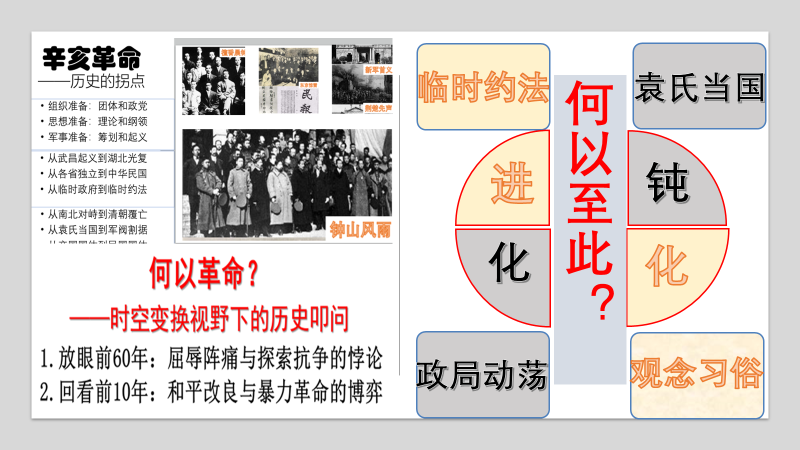 辛亥革命
——历史的拐点
• 组织准备：团体和政党
• 思想准备：理论和纲领
• 军事准备：筹划和起义
• 从武昌起义到湖北光复
• 从各省独立到中华民国
• 从临时政府到临时约法
• 从南北对峙到清朝覆亡
• 从袁氏当国到军阀割据
民報
新军首义
钟山风雨
何以革命？
——时空变换视野下的历史叩问
1. 放眼前60年：屈辱阵痛与探索抗争的悖论
2. 回看前10年：和平改良与暴力革命的博弈
临时约法
袁氏当国
何以至此？
进
钝
化
化
政局动荡
观念习俗